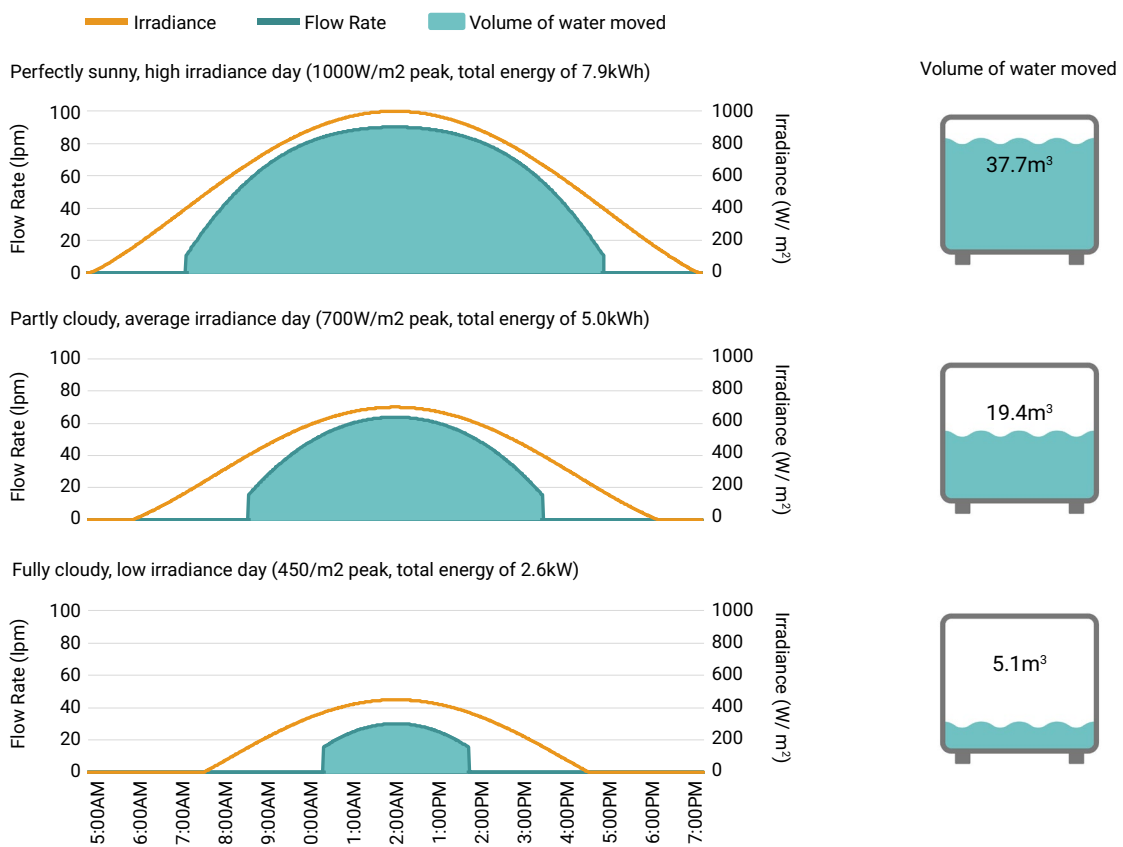 Irradiance Flow Rate Volume of water moved
Perfectly sunny, high irradiance day (1000W/m2 peak, total energy of 7.9kWh)
Volume of water moved
Flow Rate (lpm)
100
80
60
40
20
0
1000
800
600
400
200
0
Irradiance (W/ m²)
37.7m³
Partly cloudy, average irradiance day (700W/m2 peak, total energy of 5.0kWh)
Flow Rate (lpm)
100
80
60
40
20
0
1000
800
600
400
200
0
Irradiance (W/ m²)
19.4m³
Fully cloudy, low irradiance day (450/m2 peak, total energy of 2.6kW)
Flow Rate (lpm)
100
80
60
40
20
0
1000
800
600
400
200
0
Irradiance (W/ m²)
5.1m³
5:00AM
6:00AM
7:00AM
8:00AM
9:00AM
0:00AM
1:00AM
2:00AM
1:00PM
2:00PM
3:00PM
4:00PM
5:00PM
6:00PM
7:00PM